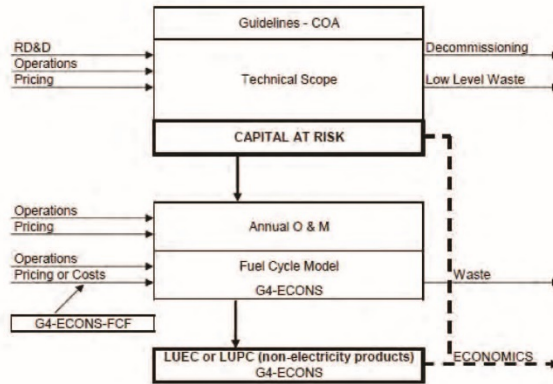 Guidelines - COA
RD&D
Operations
Pricing
Technical Scope
Decommissioning
Low Level Waste
CAPITAL AT RISK
Operations
Pricing
Annual O & M
Operations
Pricing or Costs
Fuel Cycle Model
G4-ECONS
Waste
G4-ECONS-FCF
LUEC or LUPC (non-electricity products)
G4-ECONS
ECONOMICS